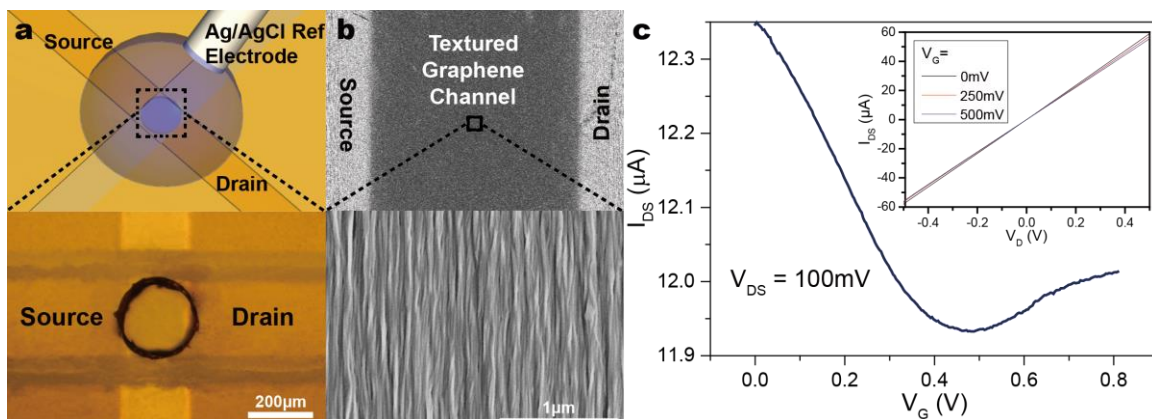 a
Source
Ag/AgCl Ref
Electrode
Drain
Source
Drain
200μm
b
Textured
Graphene
Channel
Source
Drain
1μm
c
12.3
12.2
12.1
12.0
11.9
I_DS (μA)
V_DS = 100mV
0.0 0.2 0.4 0.6 0.8
V_G (V)
V_G=
0mV
250mV
500mV
60
40
20
0
-20
-40
-60
I_DS (μA)
-0.4 -0.2 0.0 0.2 0.4
V_D (V)